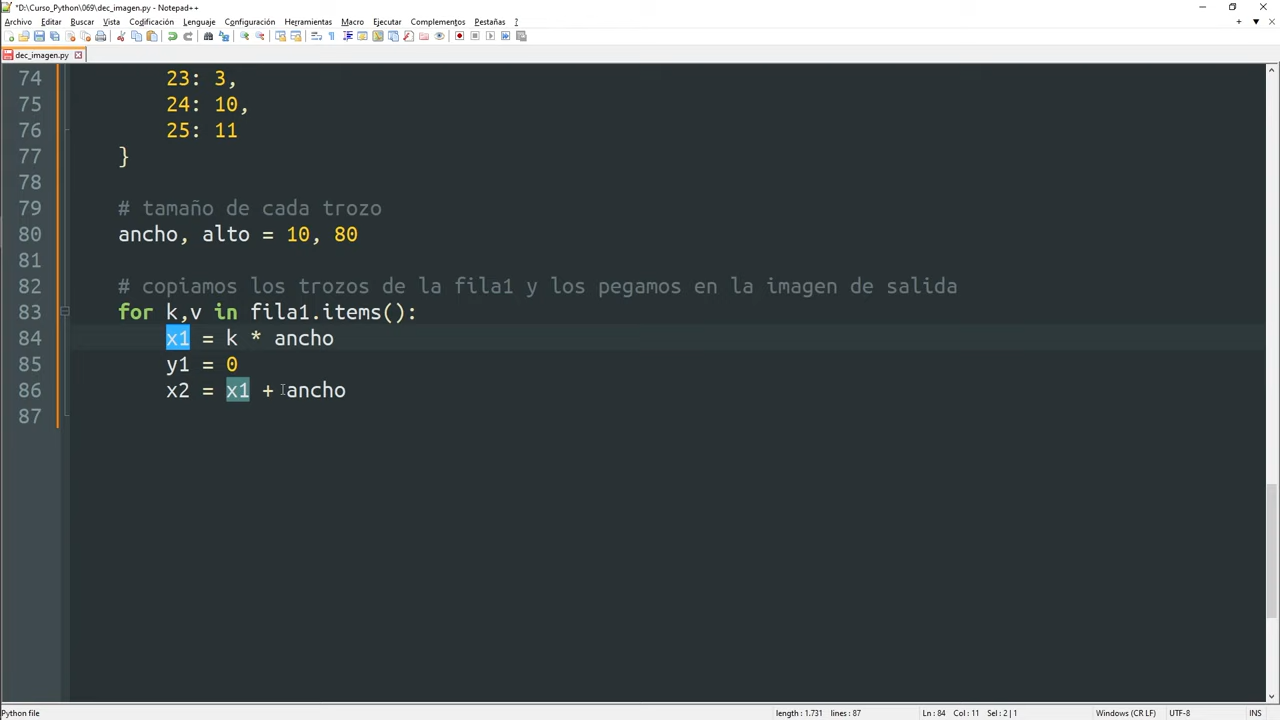 *D:\Curso_Python\069\dec_imagen.py - Notepad++
Archivo Editar Buscar Vista Codificación Lenguaje Configuración Herramientas Macro Ejecutar Complementos Pestañas ?
dec_imagen.py
74 23: 3,
75 24: 10,
76 25: 11
77 }
78
79 # tamaño de cada trozo
80 ancho, alto = 10, 80
81
82 # copiamos los trozos de la fila1 y los pegamos en la imagen de salida
83 for k,v in fila1.items():
84 x1 = k * ancho
85 y1 = 0
86 x2 = x1 + ancho
87
Python file length : 1.731 lines : 87 Ln : 84 Col : 11 Sel : 2 | 1 Windows (CR LF) UTF-8 INS